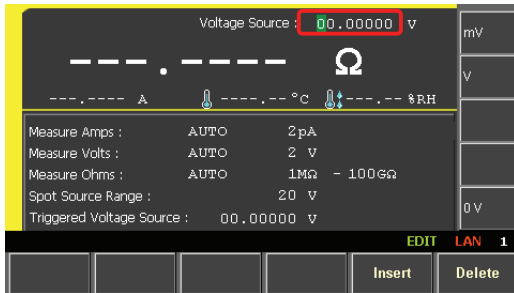 Voltage Source : 00.00000 V
mV
---.---- Ω
V
---.---- A ----.-- °C ---.-- %RH
Measure Amps : AUTO 2pA
Measure Volts : AUTO 2 V
Measure Ohms : AUTO 1MΩ - 100GΩ
Spot Source Range : 20 V
0 V
Triggered Voltage Source : 00.00000 V
EDIT LAN 1
Insert Delete